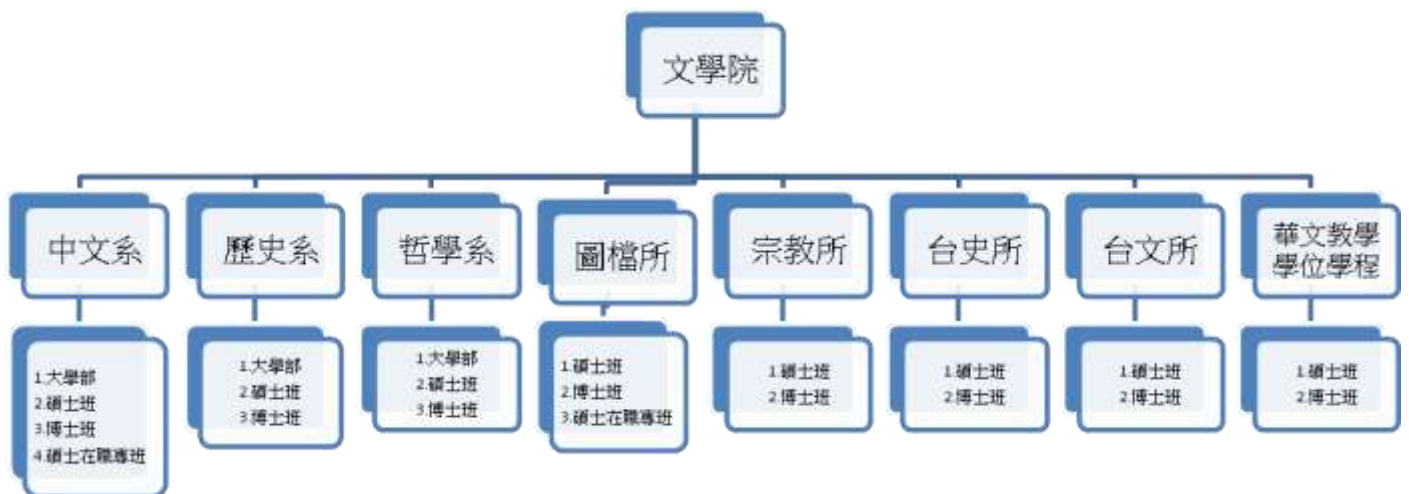 文學院
中文系
歷史系
哲學系
圖檔所
宗教所
台史所
台文所
華文教學
學位學程
1.大學部
2.碩士班
3.博士班
4.碩士在職專班
1.大學部
2.碩士班
3.博士班
1.大學部
2.碩士班
3.博士班
1.碩士班
2.博士班
3.碩士在職專班
1.碩士班
2.博士班
1.碩士班
2.博士班
1.碩士班
2.博士班
1.碩士班
2.博士班